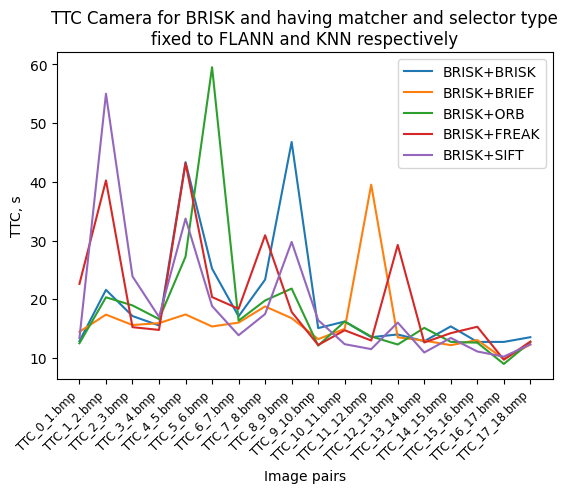 TTC Camera for BRISK and having matcher and selector type
fixed to FLANN and KNN respectively
BRISK+BRISK
BRISK+BRIEF
BRISK+ORB
BRISK+FREAK
BRISK+SIFT
TTC, s
60
50
40
30
20
10
TTC_0_1.bmp
TTC_1_2.bmp
TTC_2_3.bmp
TTC_3_4.bmp
TTC_4_5.bmp
TTC_5_6.bmp
TTC_6_7.bmp
TTC_7_8.bmp
TTC_8_9.bmp
TTC_9_10.bmp
TTC_10_11.bmp
TTC_11_12.bmp
TTC_12_13.bmp
TTC_13_14.bmp
TTC_14_15.bmp
TTC_15_16.bmp
TTC_16_17.bmp
TTC_17_18.bmp
Image pairs